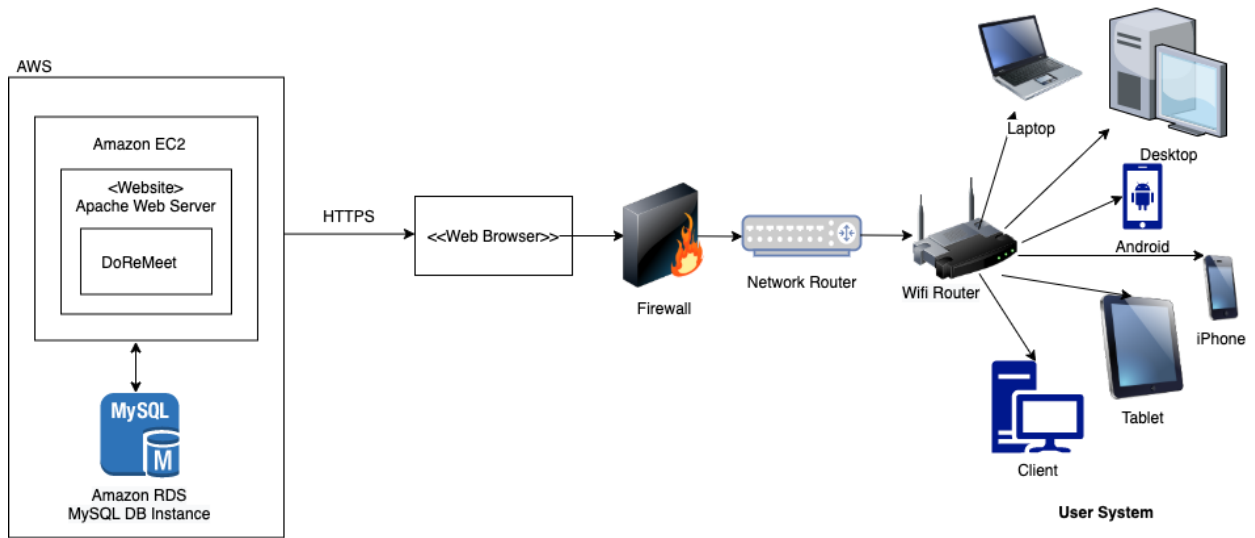 AWS
Amazon EC2
<Website>
Apache Web Server
DoReMeet
MySQL
M
Amazon RDS
MySQL DB Instance
HTTPS
<<Web Browser>>
Firewall
Network Router
Wifi Router
Laptop
Desktop
Android
iPhone
Tablet
Client
User System